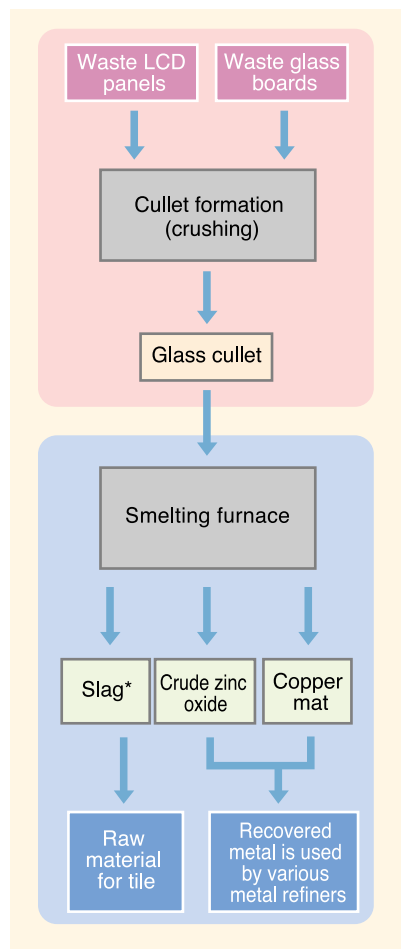 Waste LCD
panels
Waste glass
boards
Cullet formation
(crushing)
Glass cullet
Smelting furnace
Slag*
Crude zinc
oxide
Copper
mat
Raw
material
for tile
Recovered
metal is used
by various
metal refiners